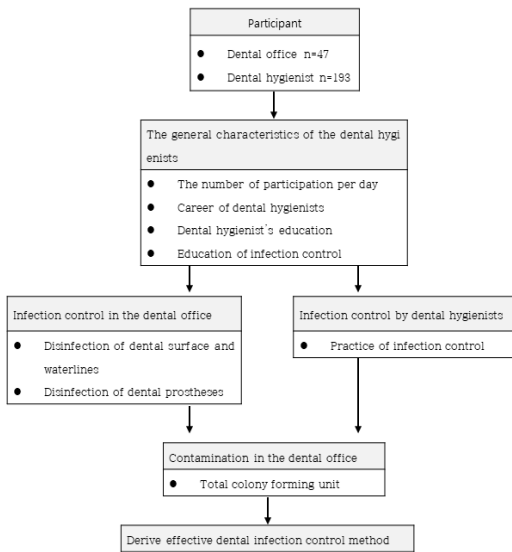 Participant
● Dental office n=47
● Dental hygienist n=193
The general characteristics of the dental hygi
enists
● The number of participation per day
● Career of dental hygienists
● Dental hygienist's education
● Education of infection control
Infection control in the dental office
● Disinfection of dental surface and
waterlines
● Disinfection of dental prostheses
Infection control by dental hygienists
● Practice of infection control
Contamination in the dental office
● Total colony forming unit
Derive effective dental infection control method